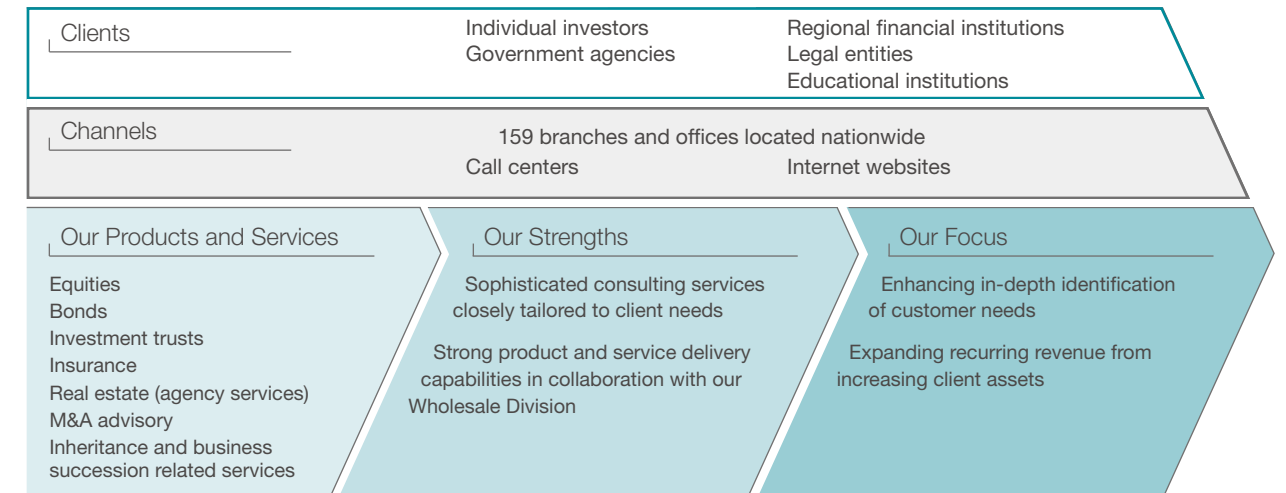 Clients
Individual investors
Government agencies
Regional financial institutions
Legal entities
Educational institutions
Channels
159 branches and offices located nationwide
Call centers
Internet websites
Our Products and Services
Equities
Bonds
Investment trusts
Insurance
Real estate (agency services)
M&A advisory
Inheritance and business
succession related services
Our Strengths
Sophisticated consulting services
closely tailored to client needs
Strong product and service delivery
capabilities in collaboration with our
Wholesale Division
Our Focus
Enhancing in-depth identification
of customer needs
Expanding recurring revenue from
increasing client assets